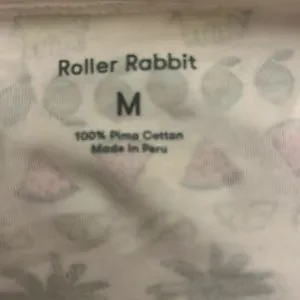 Roller Rabbit
M
100% Pima Cotton
Made in Peru